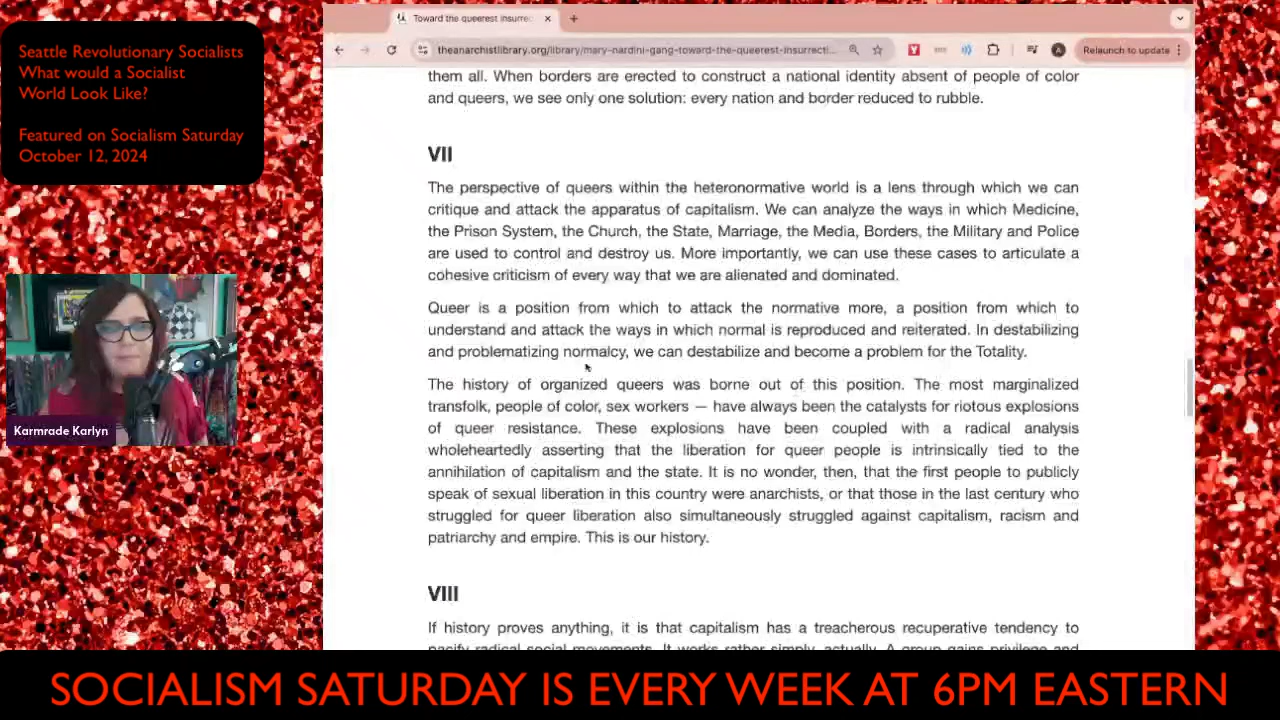 Seattle Revolutionary Socialists
What would a Socialist
World Look Like?
Featured on Socialism Saturday
October 12, 2024
Toward the queerest insurrec
theanarchistlibrary.org/library/mary-nardini-gang-toward-the-queerest-insurrecti...
Relaunch to update
them all. When borders are erected to construct a national identity absent of people of color
and queers, we see only one solution: every nation and border reduced to rubble.
VII
The perspective of queers within the heteronormative world is a lens through which we can
critique and attack the apparatus of capitalism. We can analyze the ways in which Medicine,
the Prison System, the Church, the State, Marriage, the Media, Borders, the Military and Police
are used to control and destroy us. More importantly, we can use these cases to articulate a
cohesive criticism of every way that we are alienated and dominated.
Queer is a position from which to attack the normative more, a position from which to
understand and attack the ways in which normal is reproduced and reiterated. In destabilizing
and problematizing normalcy, we can destabilize and become a problem for the Totality.
The history of organized queers was borne out of this position. The most marginalized
transfolk, people of color, sex workers — have always been the catalysts for riotous explosions
of queer resistance. These explosions have been coupled with a radical analysis
wholeheartedly asserting that the liberation for queer people is intrinsically tied to the
annihilation of capitalism and the state. It is no wonder, then, that the first people to publicly
speak of sexual liberation in this country were anarchists, or that those in the last century who
struggled for queer liberation also simultaneously struggled against capitalism, racism and
patriarchy and empire. This is our history.
VIII
If history proves anything, it is that capitalism has a treacherous recuperative tendency to
pacify radical social movements. It works rather simply, actually. A group gains privilege and
Karmrade Karlyn
SOCIALISM SATURDAY IS EVERY WEEK AT 6PM EASTERN